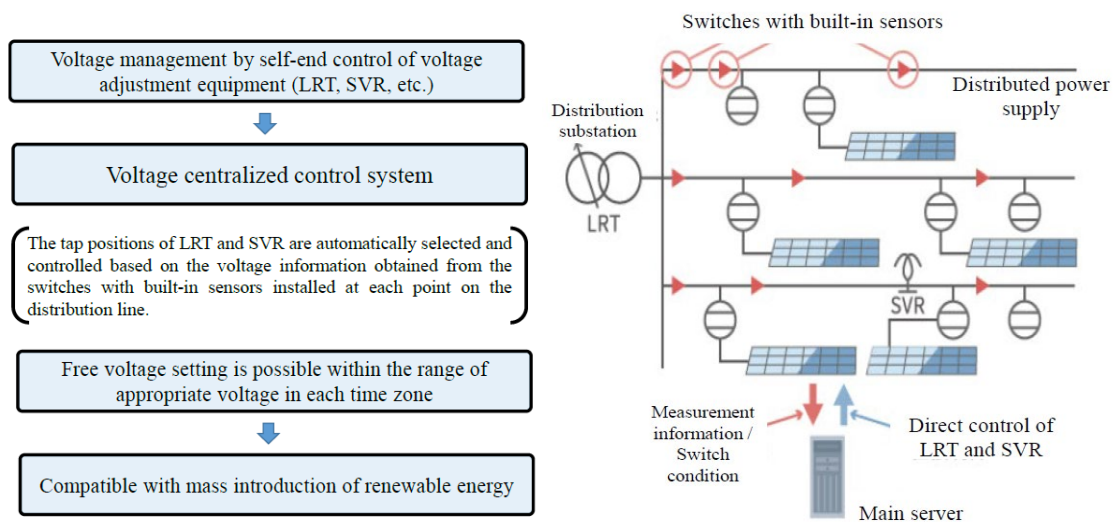 Voltage management by self-end control of voltage
adjustment equipment (LRT, SVR, etc.)
Voltage centralized control system
The tap positions of LRT and SVR are automatically selected and
controlled based on the voltage information obtained from the
switches with built-in sensors installed at each point on the
distribution line.
Free voltage setting is possible within the range of
appropriate voltage in each time zone
Compatible with mass introduction of renewable energy
Switches with built-in sensors
Distributed power
supply
Distribution
substation
LRT
SVR
Measurement
information /
Switch
condition
Direct control of
LRT and SVR
Main server